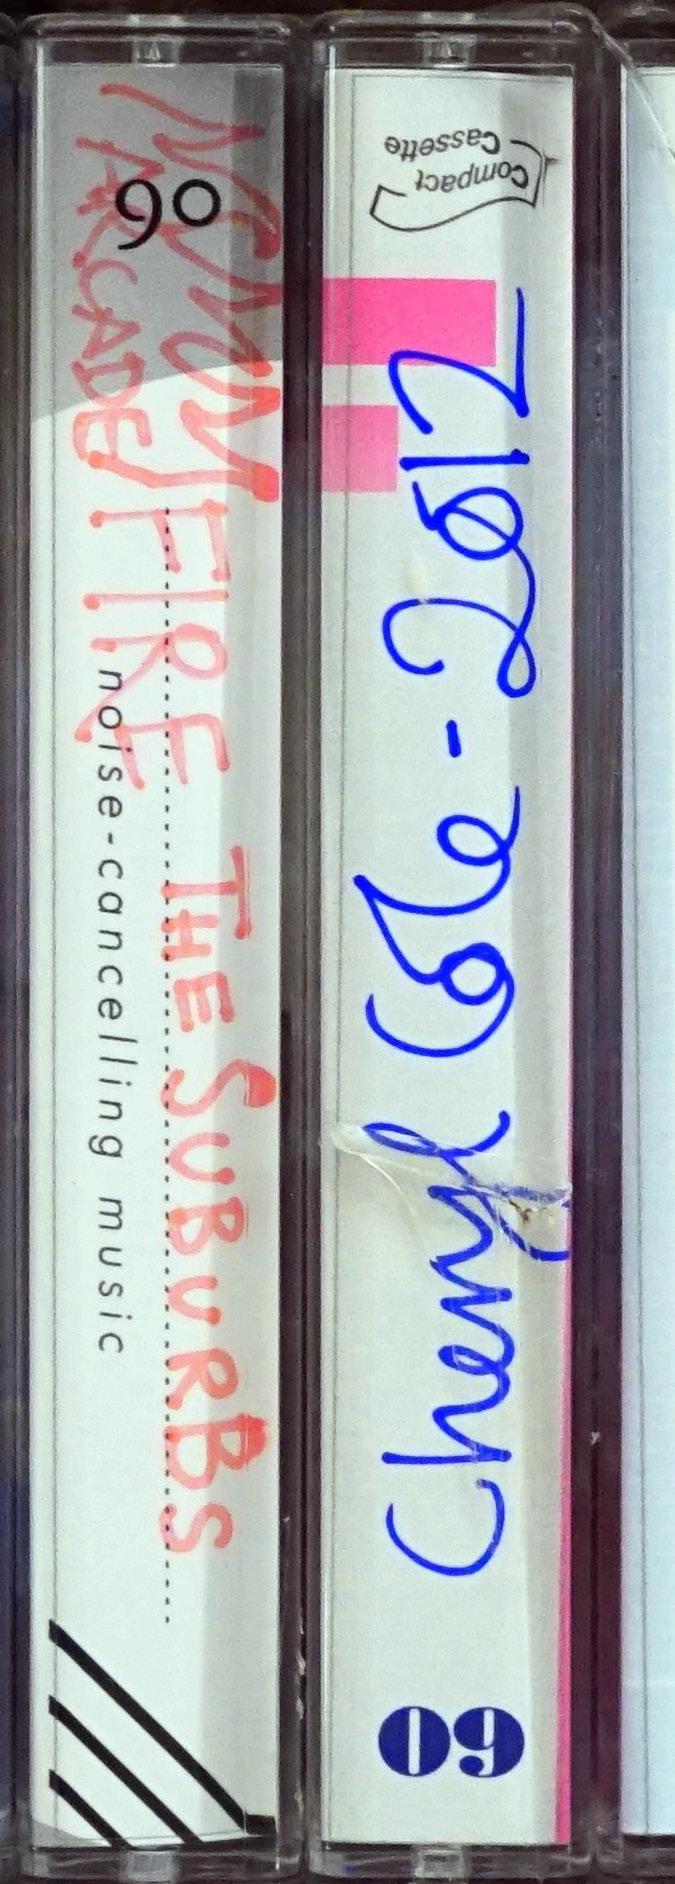 90
ARCADE FIRE THE SUBURBS
noise-cancelling music
Compact
Cassette
Cheryl Cole - 2012
60